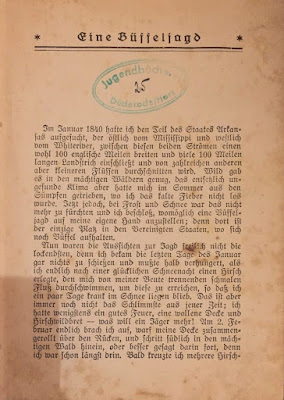 * Eine Büffeljagd *
Jugendbücherei
25
Im Januar 1840 hatte ich den Teil des Staates Arkan-
sas aufgesucht, der östlich vom Mississippi und westlich
vom Whiteriver, zwischen diesen beiden Strömen einen
wohl 100 englische Meilen breiten und viele 100 Meilen
langen Landstrich einschließt und von zahlreichen andern
aber kleineren Flüssen durchschnitten wird. Wild gab
es in den mächtigen Wäldern genug, das entsetzlich un-
gesunde Klima aber hatte mich im Sommer aus den
Sümpfen getrieben, wo ich das kalte Fieber nicht los
wurde. Jetzt jedoch, bei Frost und Schnee war das nicht
mehr zu fürchten und ich beschloß, womöglich eine Büffel-
jagd auf meine eigene Hand anzustellen; denn dort ist der
einzige Platz in den Vereinigten Staaten, wo sich
noch Büffel aufhalten.
Nun waren die Aussichten zur Jagd freilich nicht die
lockendsten, denn ich bekam die letzten Tage des Januar
gar nichts zu schießen und mußte halb verhungert, als
ich endlich nach einer glücklichen Schneenacht einen Hirsch
erlegte, den mich von meiner Beute trennenden schmalen
Fluß durchschwimmen, um diese zu erreichen, so daß ich ein
paar Tage krank im Schnee liegen blieb. Das ist aber
immer noch nicht das Schlimmste aus jener Zeit; ich
hatte wenigstens ein gutes Feuer, eine wollene Decke und
Hirschwildbret — was will ein Jäger mehr! Am 2. Fe-
bruar endlich brach ich auf, warf meine Decke zusammen-
gerollt über den Rücken, und schritt südlich in den mäch-
tigen Wald hinein, oder besser gesagt darin fort, denn
ich war schon längst drin. Bald kreuzte ich mehrere Hirsch-